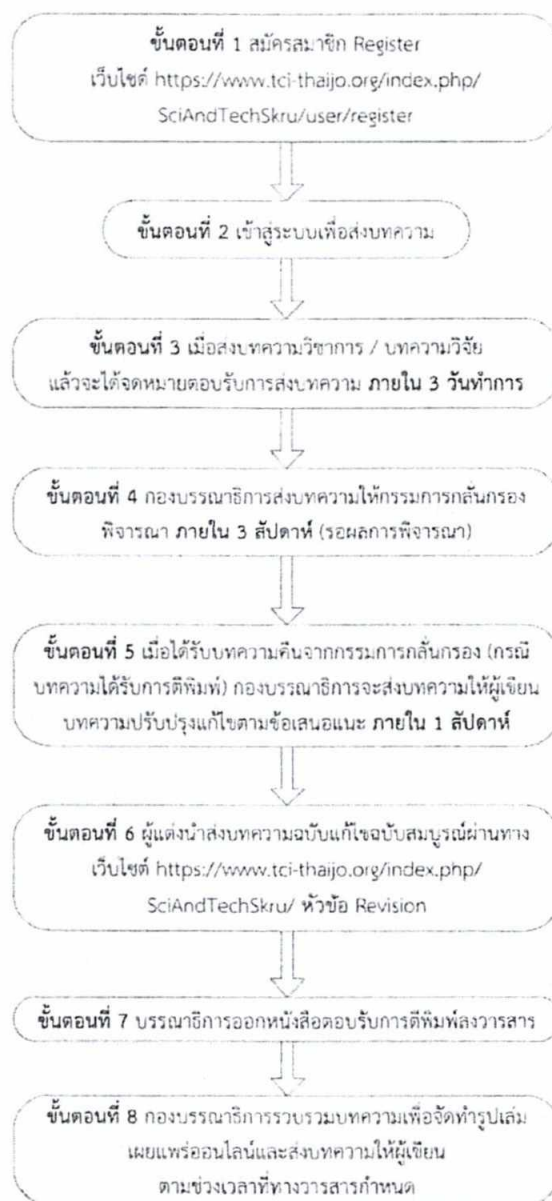 ขั้นตอนที่ 1 สมัครสมาชิก Register
เว็บไซต์ https://www.tci-thaijo.org/index.php/
SciAndTechSkru/user/register
ขั้นตอนที่ 2 เข้าสู่ระบบเพื่อส่งบทความ
ขั้นตอนที่ 3 เมื่อส่งบทความวิชาการ / บทความวิจัย
แล้วจะได้จดหมายตอบรับการส่งบทความ ภายใน 3 วันทำการ
ขั้นตอนที่ 4 กองบรรณาธิการส่งบทความให้กรรมการกลั่นกรอง
พิจารณา ภายใน 3 สัปดาห์ (รอผลการพิจารณา)
ขั้นตอนที่ 5 เมื่อได้รับบทความคืนจากกรรมการกลั่นกรอง (กรณี
บทความได้รับการตีพิมพ์) กองบรรณาธิการจะส่งบทความให้ผู้เขียน
บทความปรับปรุงแก้ไขตามข้อเสนอแนะ ภายใน 1 สัปดาห์
ขั้นตอนที่ 6 ผู้แต่งนำส่งบทความฉบับแก้ไขฉบับสมบูรณ์ผ่านทาง
เว็บไซต์ https://www.tci-thaijo.org/index.php/
SciAndTechSkru/ หัวข้อ Revision
ขั้นตอนที่ 7 บรรณาธิการออกหนังสือตอบรับการตีพิมพ์ลงวารสาร
ขั้นตอนที่ 8 กองบรรณาธิการรวบรวมบทความเพื่อจัดทำรูปเล่ม
เผยแพร่ออนไลน์และส่งบทความให้ผู้เขียน
ตามช่วงเวลาที่ทางวารสารกำหนด